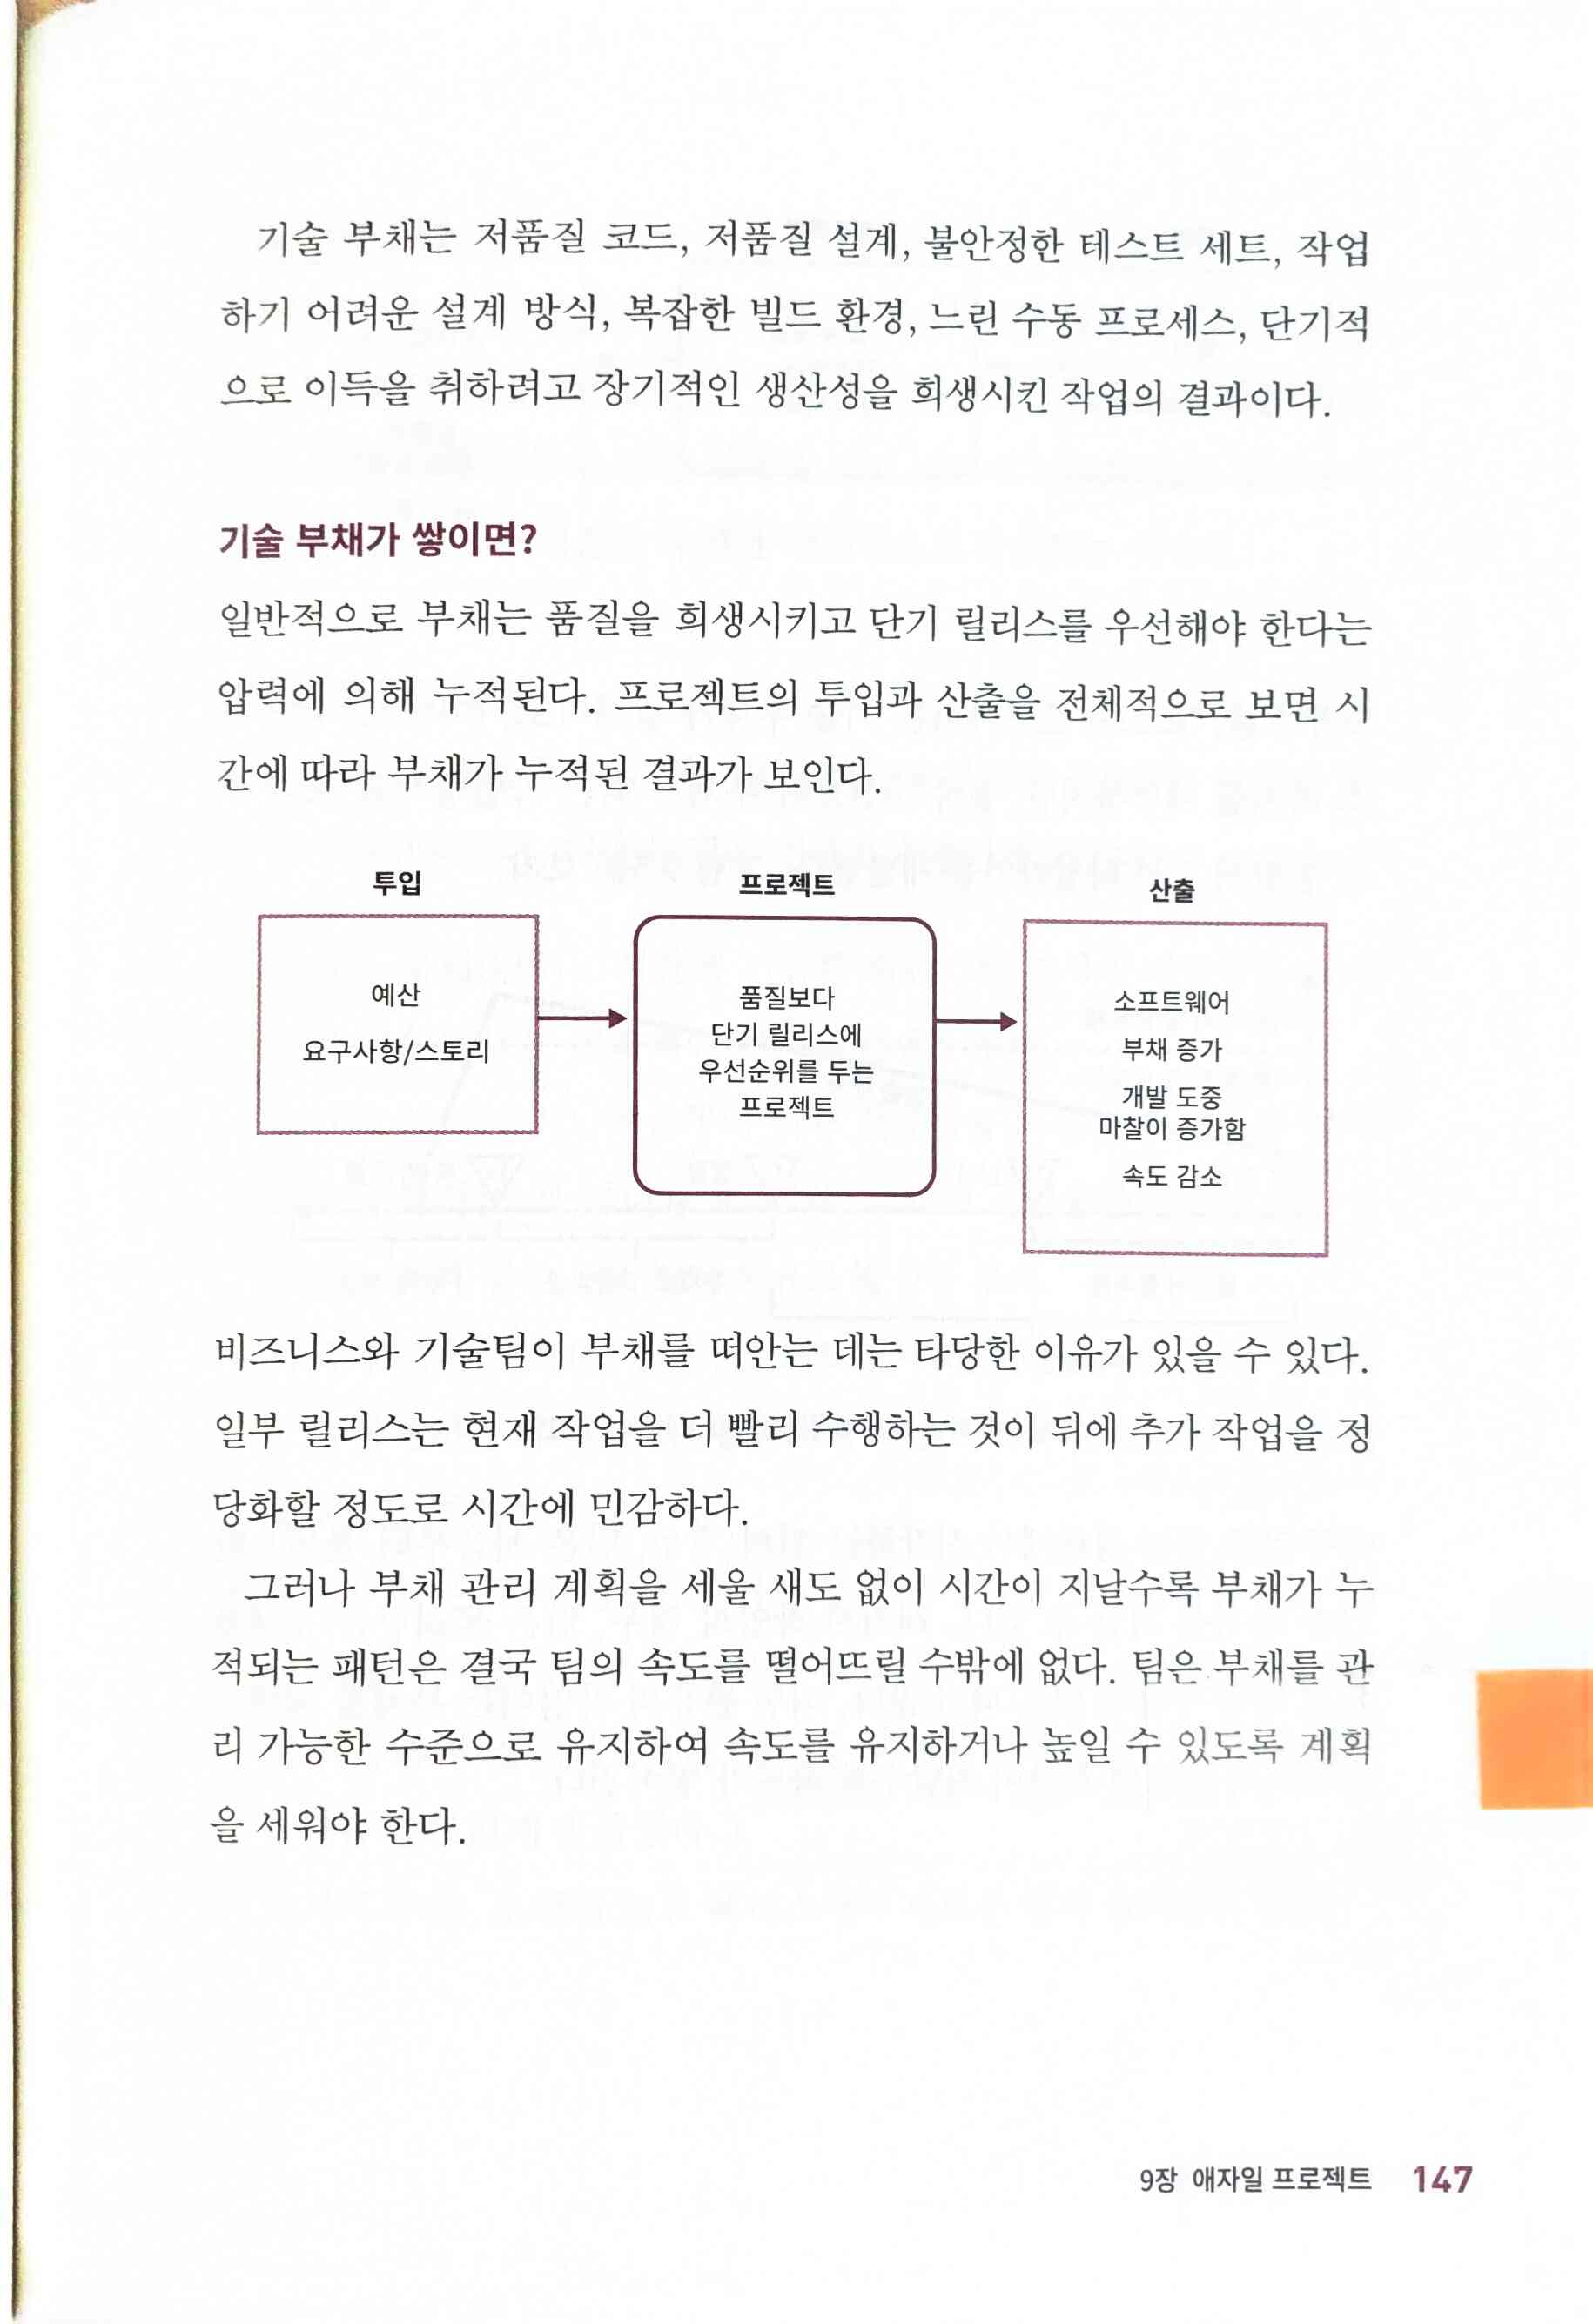 기술 부채는 저품질 코드, 저품질 설계, 불안정한 테스트 세트, 작업
하기 어려운 설계 방식, 복잡한 빌드 환경, 느린 수동 프로세스, 단기적
으로 이득을 취하려고 장기적인 생산성을 희생시킨 작업의 결과이다.
기술 부채가 쌓이면?
일반적으로 부채는 품질을 희생시키고 단기 릴리스를 우선해야 한다는
압력에 의해 누적된다. 프로젝트의 투입과 산출을 전체적으로 보면 시
간에 따라 부채가 누적된 결과가 보인다.
투입
예산
요구사항/스토리
프로젝트
품질보다
단기 릴리스에
우선순위를 두는
프로젝트
산출
소프트웨어
부채 증가
개발 도중
마찰이 증가함
속도 감소
비즈니스와 기술팀이 부채를 떠안는 데는 타당한 이유가 있을 수 있다.
일부 릴리스는 현재 작업을 더 빨리 수행하는 것이 뒤에 추가 작업을 정
당화할 정도로 시간에 민감하다.
그러나 부채 관리 계획을 세울 새도 없이 시간이 지날수록 부채가 누
적되는 패턴은 결국 팀의 속도를 떨어뜨릴 수밖에 없다. 팀은 부채를 관
리 가능한 수준으로 유지하여 속도를 유지하거나 높일 수 있도록 계획
을 세워야 한다.
9장 애자일 프로젝트 147